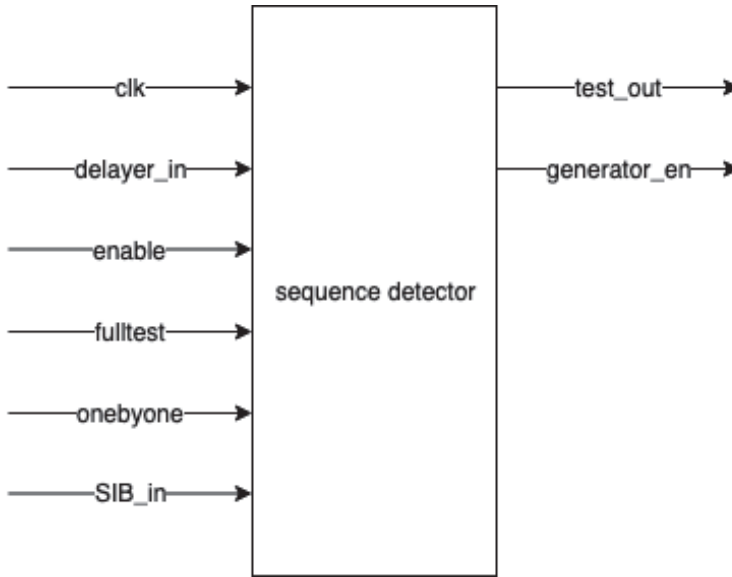 clk
test_out
delayer_in
generator_en
enable
sequence detector
fulltest
onebyone
SIB_in